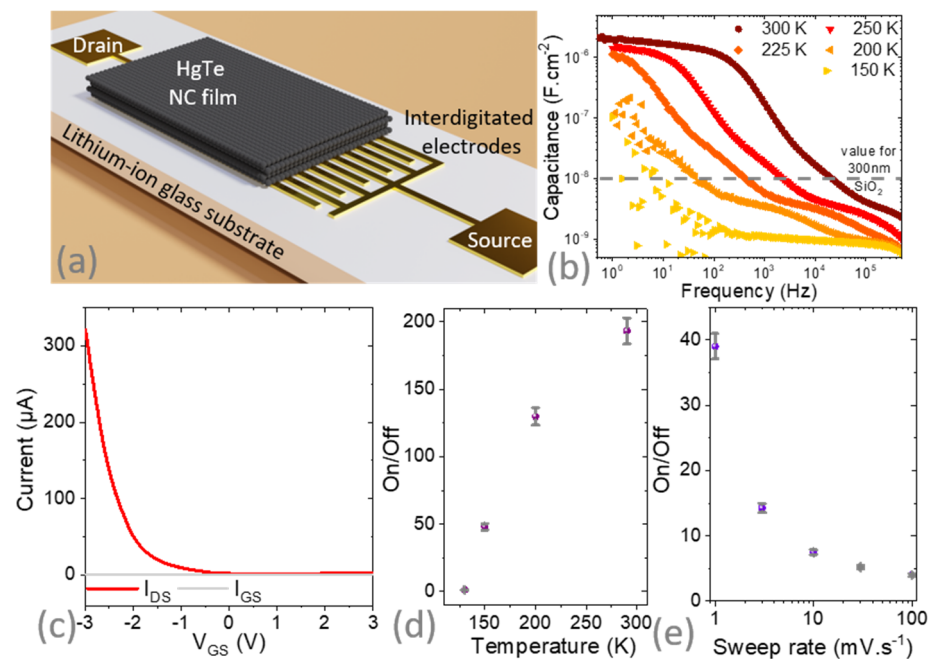 Drain
HgTe
NC film
Interdigitated
electrodes
Lithium-ion glass substrate
Source
(a)
Capacitance (F.cm⁻²)
10⁻⁶
10⁻⁷
10⁻⁸
10⁻⁹
300 K
250 K
225 K
200 K
150 K
value for
300nm
SiO₂
10⁰ 10¹ 10² 10³ 10⁴ 10⁵
Frequency (Hz)
(b)
Current (µA)
300
200
100
0
I_DS I_GS
-3 -2 -1 0 1 2 3
V_GS (V)
(c)
On/Off
200
150
100
50
0
150 200 250 300
Temperature (K)
(d)
On/Off
40
30
20
10
0
1 10 100
Sweep rate (mV.s⁻¹)
(e)